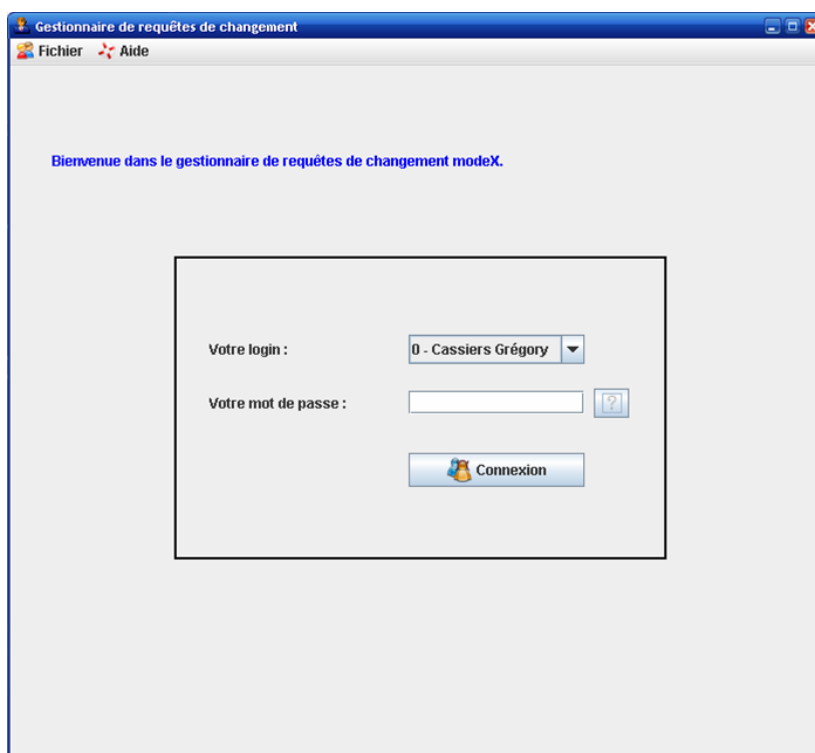 Gestionnaire de requêtes de changement
Fichier Aide
Bienvenue dans le gestionnaire de requêtes de changement modeX.
Votre login : 0 - Cassiers Grégory
Votre mot de passe : ?
Connexion